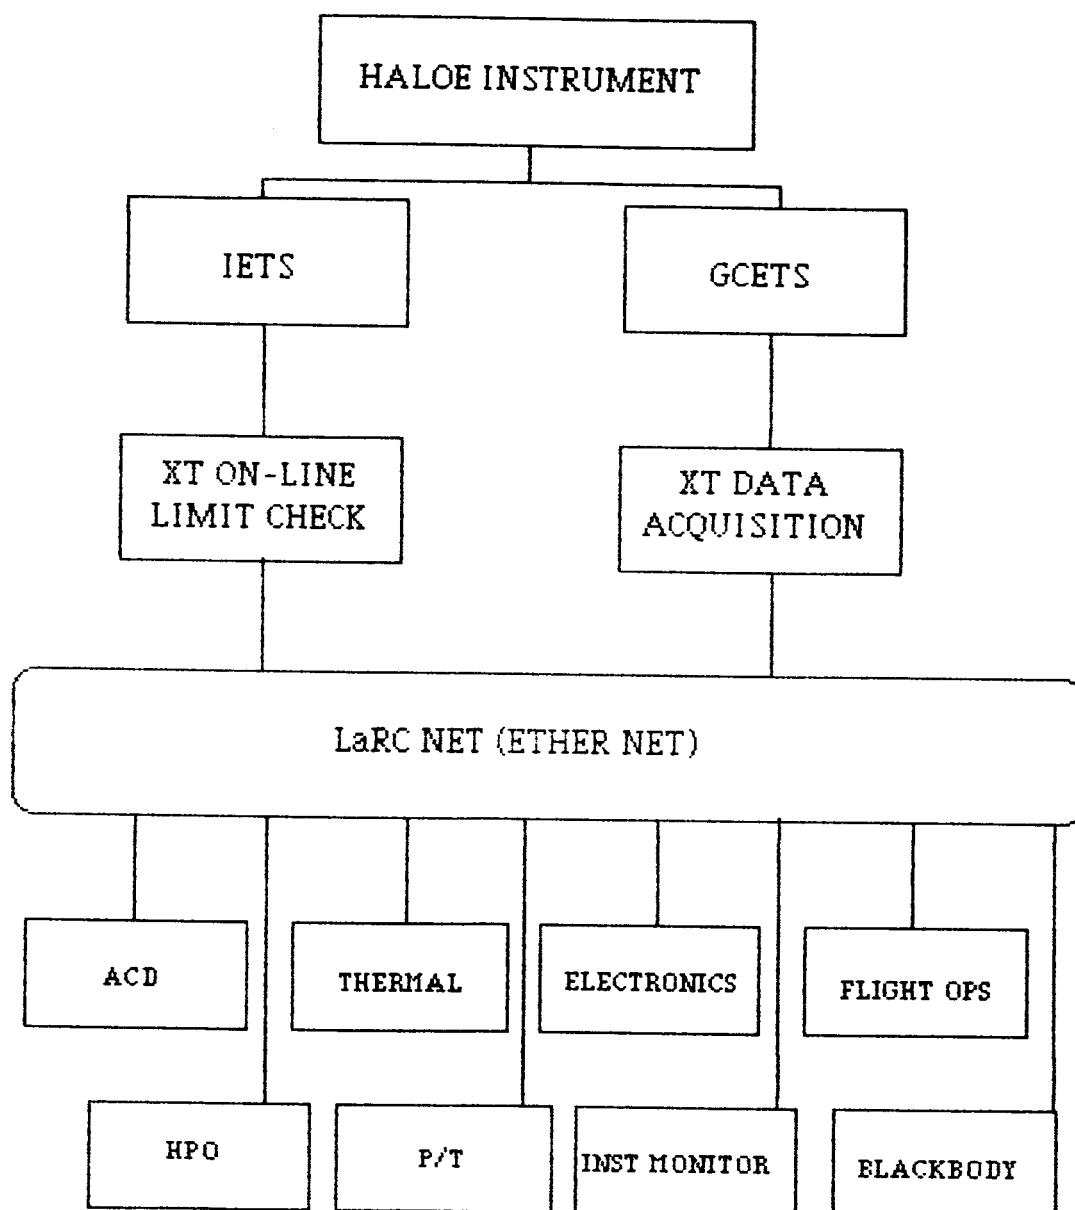 HALOE INSTRUMENT
IETS
GCETS
XT ON-LINE
LIMIT CHECK
XT DATA
ACQUISITION
LaRC NET (ETHER NET)
ACD
THERMAL
ELECTRONICS
FLIGHT OPS
HPO
P/T
INST MONITOR
BLACKBODY